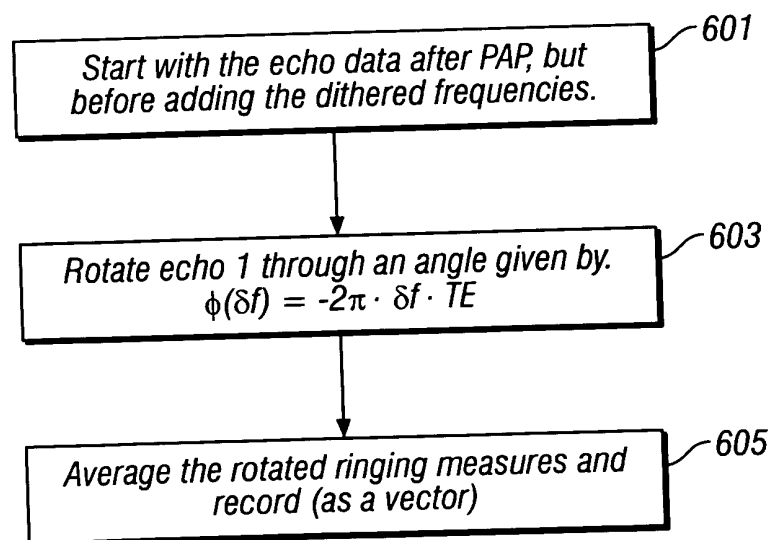 601
Start with the echo data after PAP, but
before adding the dithered frequencies.
603
Rotate echo 1 through an angle given by.
ϕ(δf) = -2π · δf · TE
605
Average the rotated ringing measures and
record (as a vector)